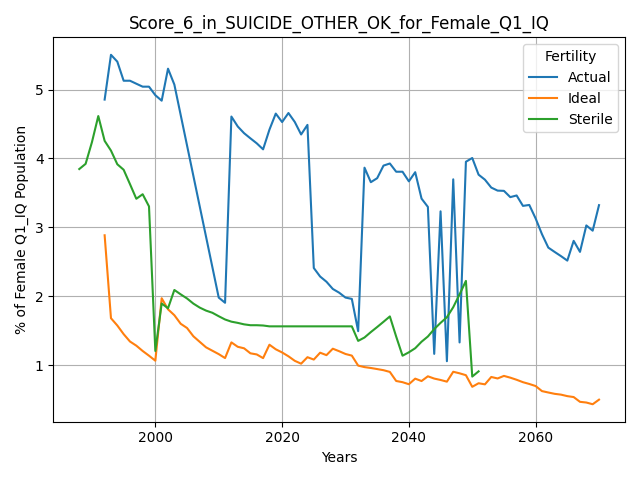 Score_6_in_SUICIDE_OTHER_OK_for_Female_Q1_IQ
Fertility
Actual
Ideal
Sterile
% of Female Q1_IQ Population
5
4
3
2
1
2000 2020 2040 2060
Years